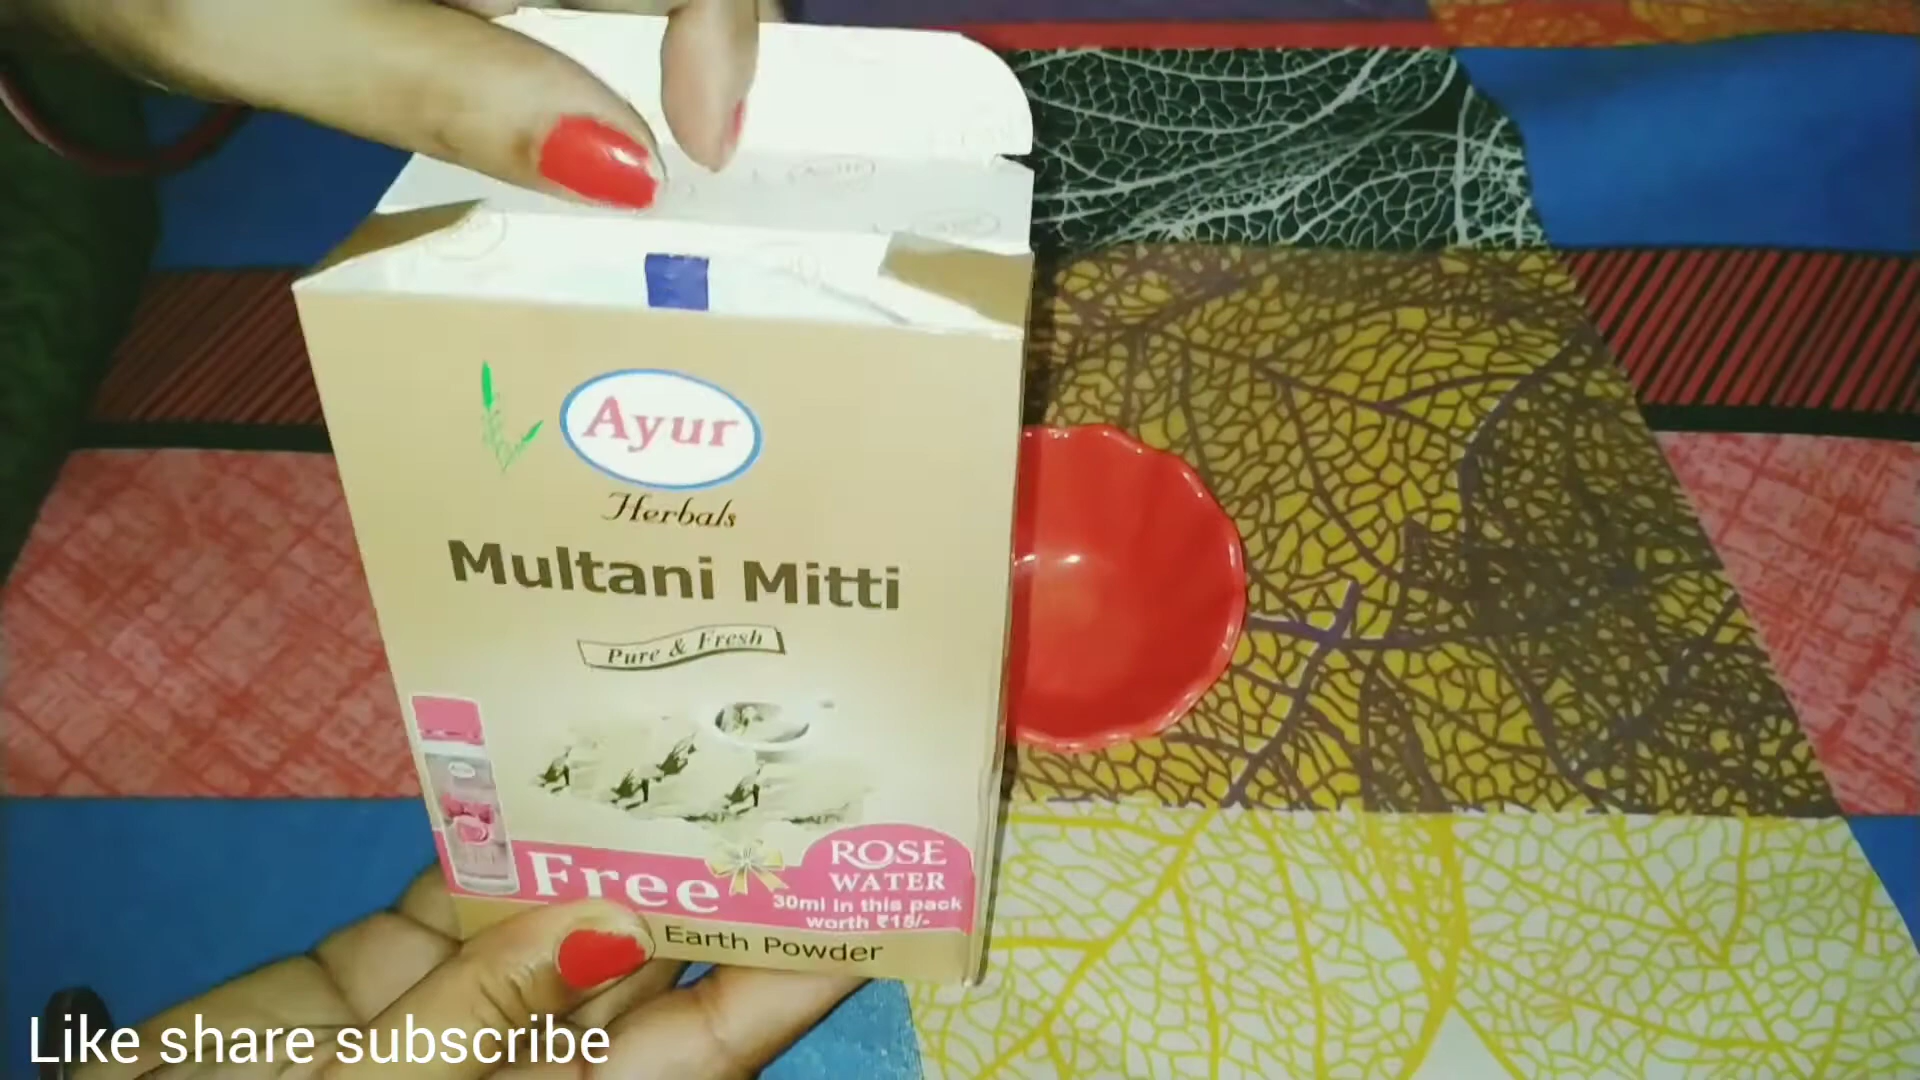 Ayur
Herbals
Multani Mitti
Pure & Fresh
Free
ROSE
WATER
30ml in this pack
worth ₹15/-
Earth Powder
Like share subscribe